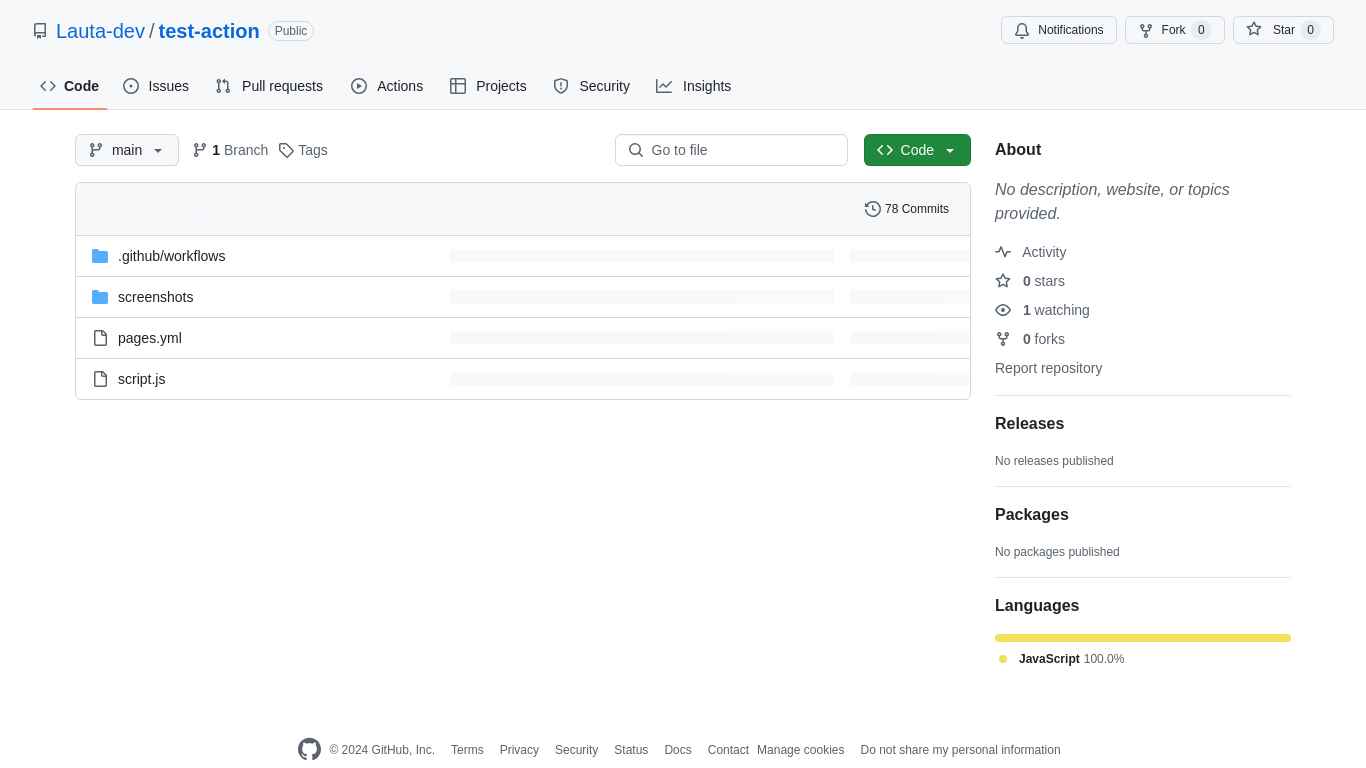 Lauta-dev / test-action Public
Notifications Fork 0 Star 0
Code Issues Pull requests Actions Projects Security Insights
main 1 Branch Tags Go to file Code
78 Commits
.github/workflows
screenshots
pages.yml
script.js
About
No description, website, or topics
provided.
Activity
0 stars
1 watching
0 forks
Report repository
Releases
No releases published
Packages
No packages published
Languages
JavaScript 100.0%
© 2024 GitHub, Inc. Terms Privacy Security Status Docs Contact Manage cookies Do not share my personal information